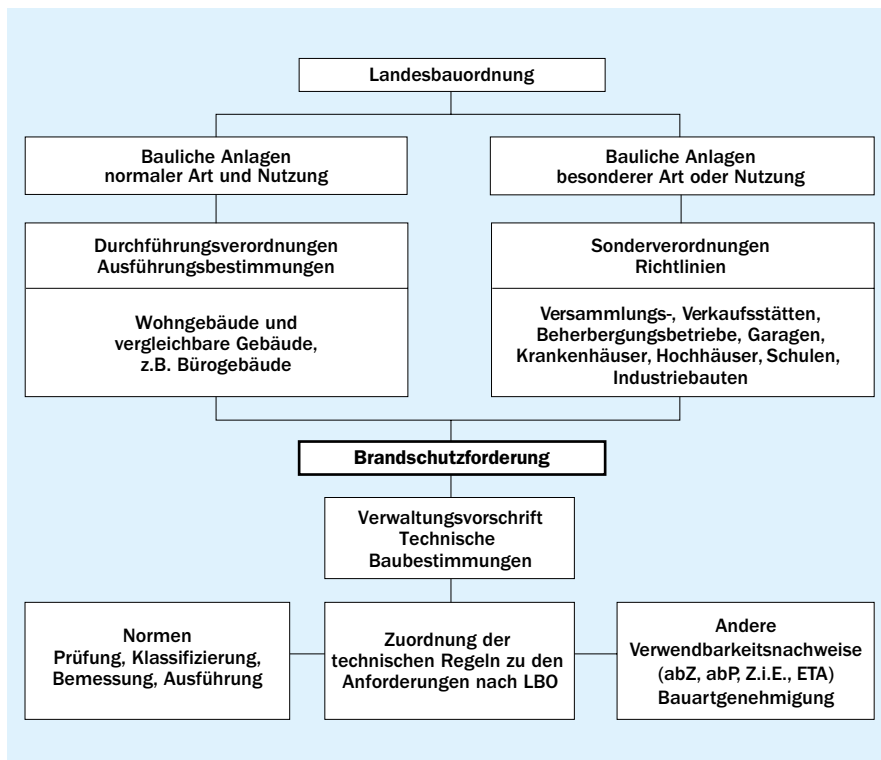 Landesbauordnung
Bauliche Anlagen
normaler Art und Nutzung
Bauliche Anlagen
besonderer Art oder Nutzung
Durchführungsverordnungen
Ausführungsbestimmungen
Sonderverordnungen
Richtlinien
Wohngebäude und
vergleichbare Gebäude,
z.B. Bürogebäude
Versammlungs-, Verkaufsstätten,
Beherbergungsbetriebe, Garagen,
Krankenhäuser, Hochhäuser, Schulen,
Industriebauten
Brandschutzforderung
Verwaltungsvorschrift
Technische
Baubestimmungen
Normen
Prüfung, Klassifizierung,
Bemessung, Ausführung
Zuordnung der
technischen Regeln zu den
Anforderungen nach LBO
Andere
Verwendbarkeitsnachweise
(abZ, abP, Z.i.E., ETA)
Bauartgenehmigung